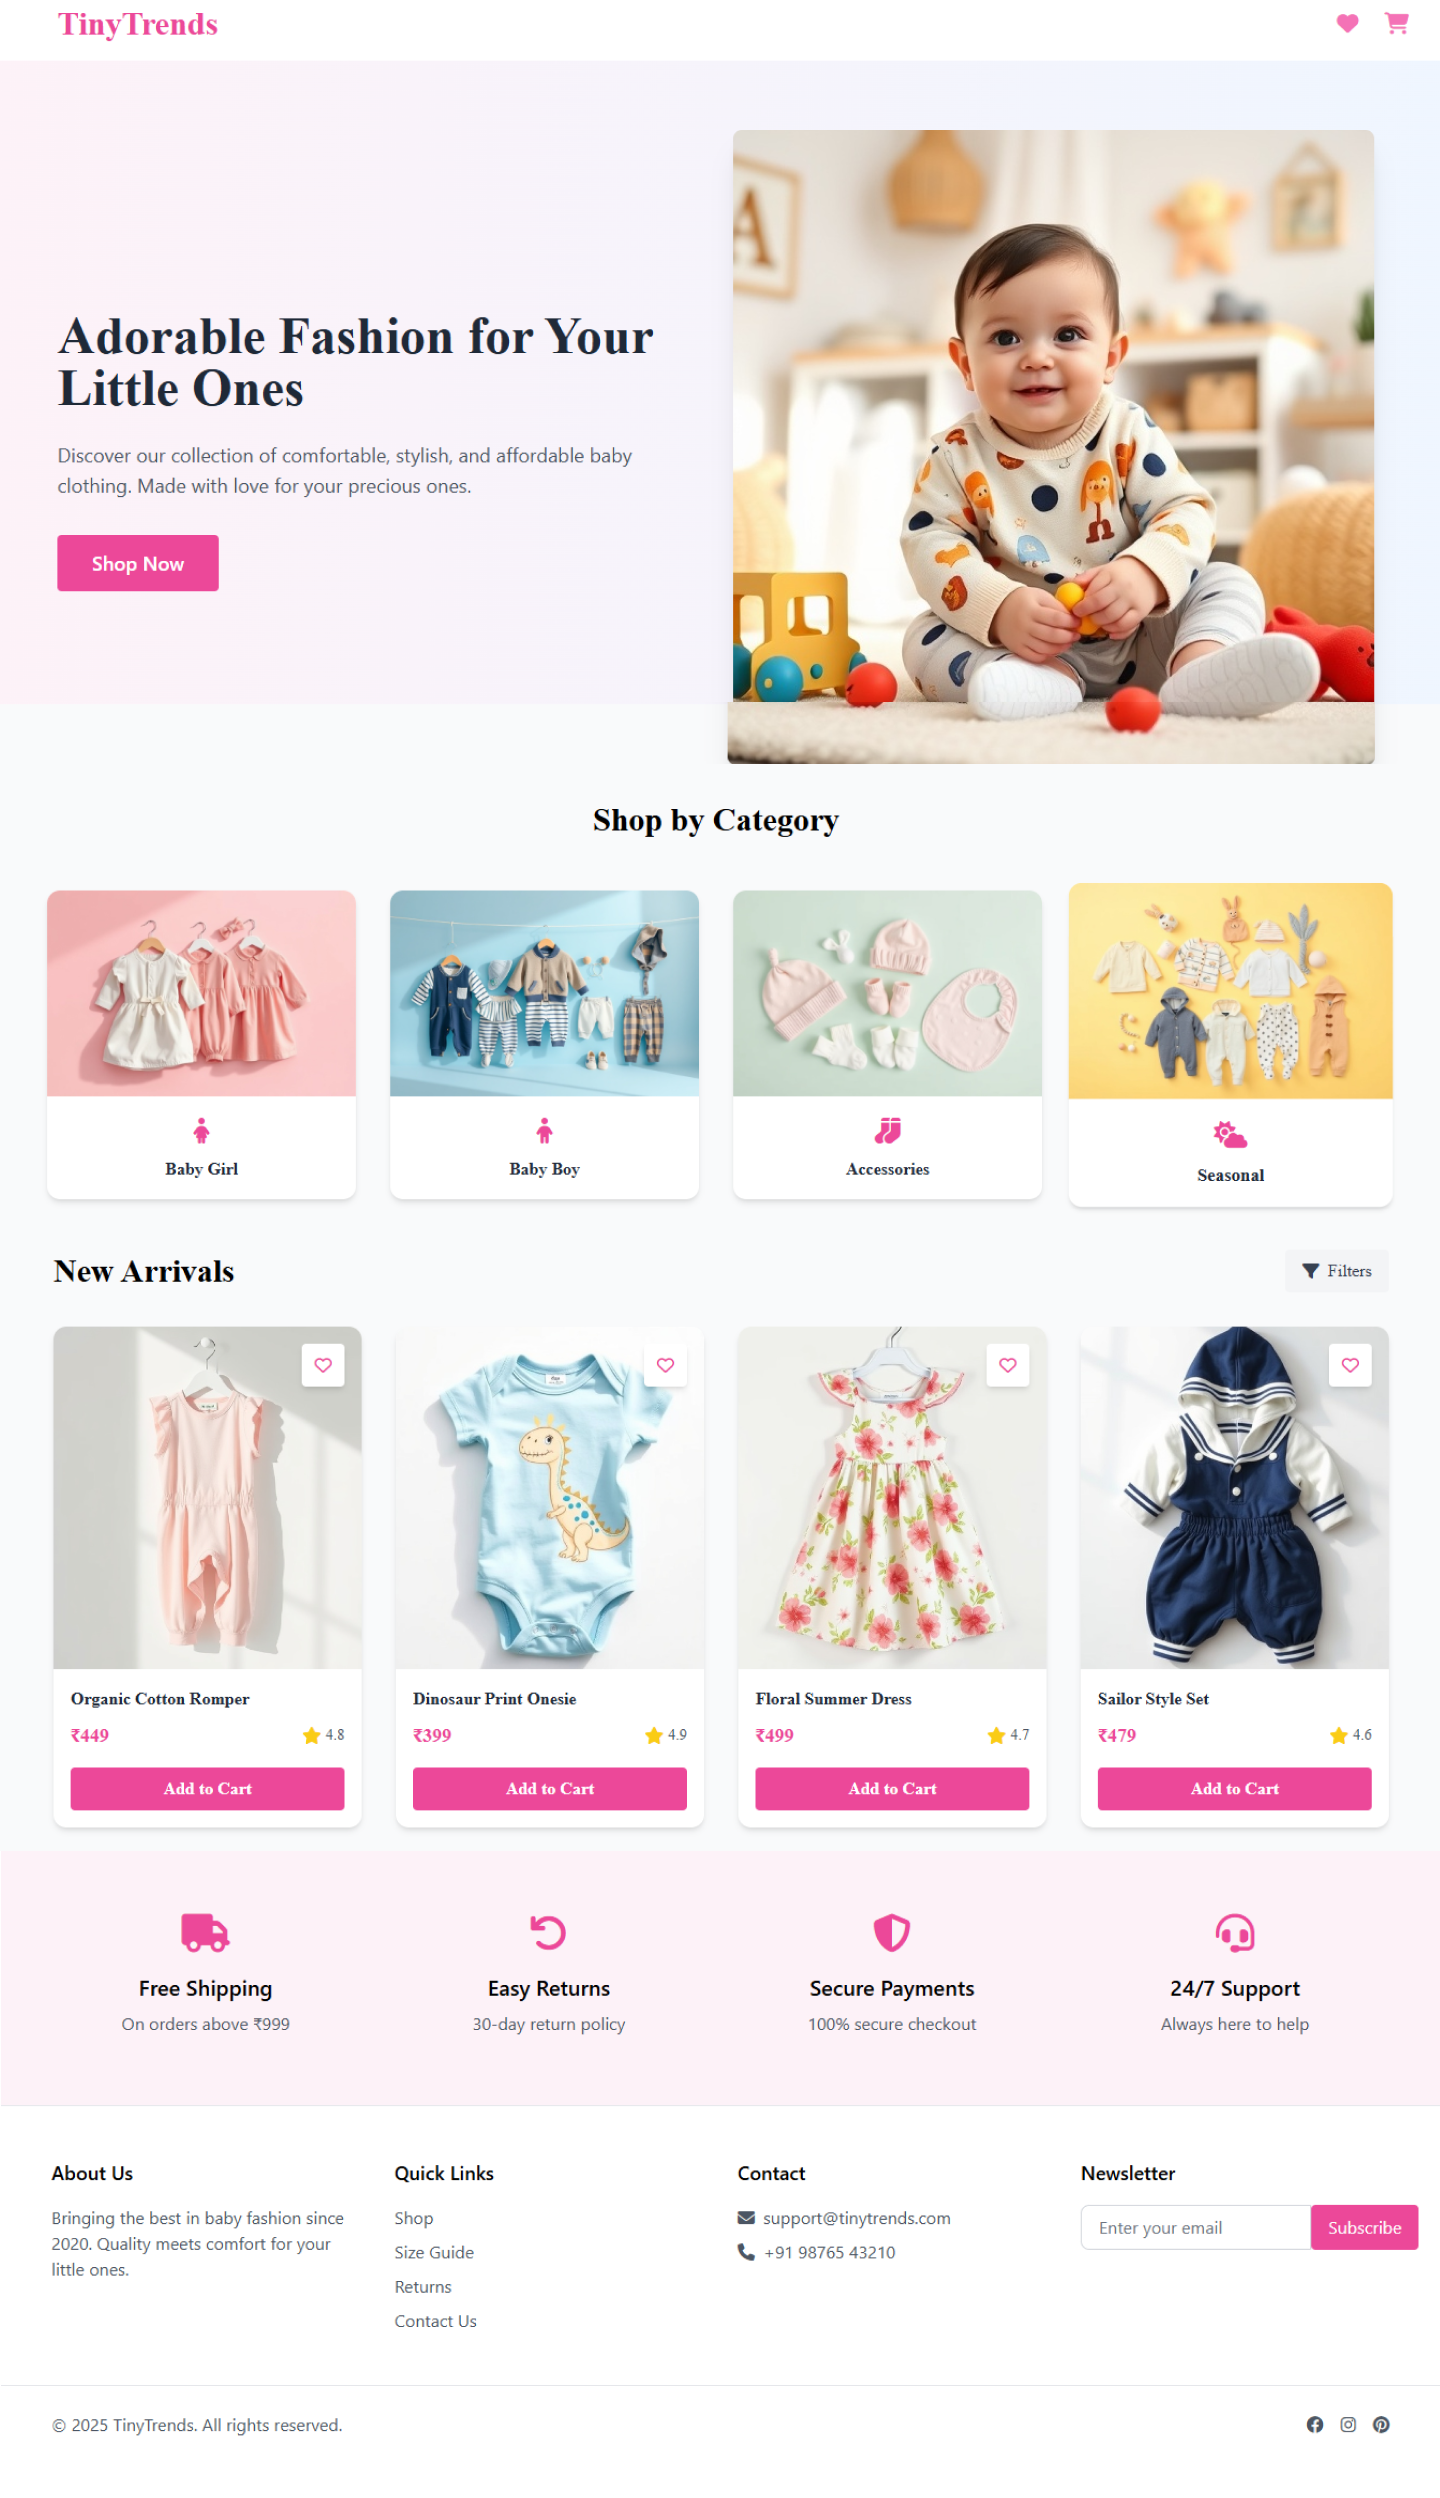 TinyTrends
Adorable Fashion for Your
Little Ones
Discover our collection of comfortable, stylish, and affordable baby
clothing. Made with love for your precious ones.
Shop Now
A
Shop by Category
Baby Girl
Baby Boy
Accessories
Seasonal
New Arrivals
Filters
Organic Cotton Romper
₹449
4.8
Add to Cart
Dinosaur Print Onesie
₹399
4.9
Add to Cart
Floral Summer Dress
₹499
4.7
Add to Cart
Sailor Style Set
₹479
4.6
Add to Cart
Free Shipping
On orders above ₹999
Easy Returns
30-day return policy
Secure Payments
100% secure checkout
24/7 Support
Always here to help
About Us
Bringing the best in baby fashion since
2020. Quality meets comfort for your
little ones.
Quick Links
Shop
Size Guide
Returns
Contact Us
Contact
support@tinytrends.com
+91 98765 43210
Newsletter
Enter your email
Subscribe
© 2025 TinyTrends. All rights reserved.